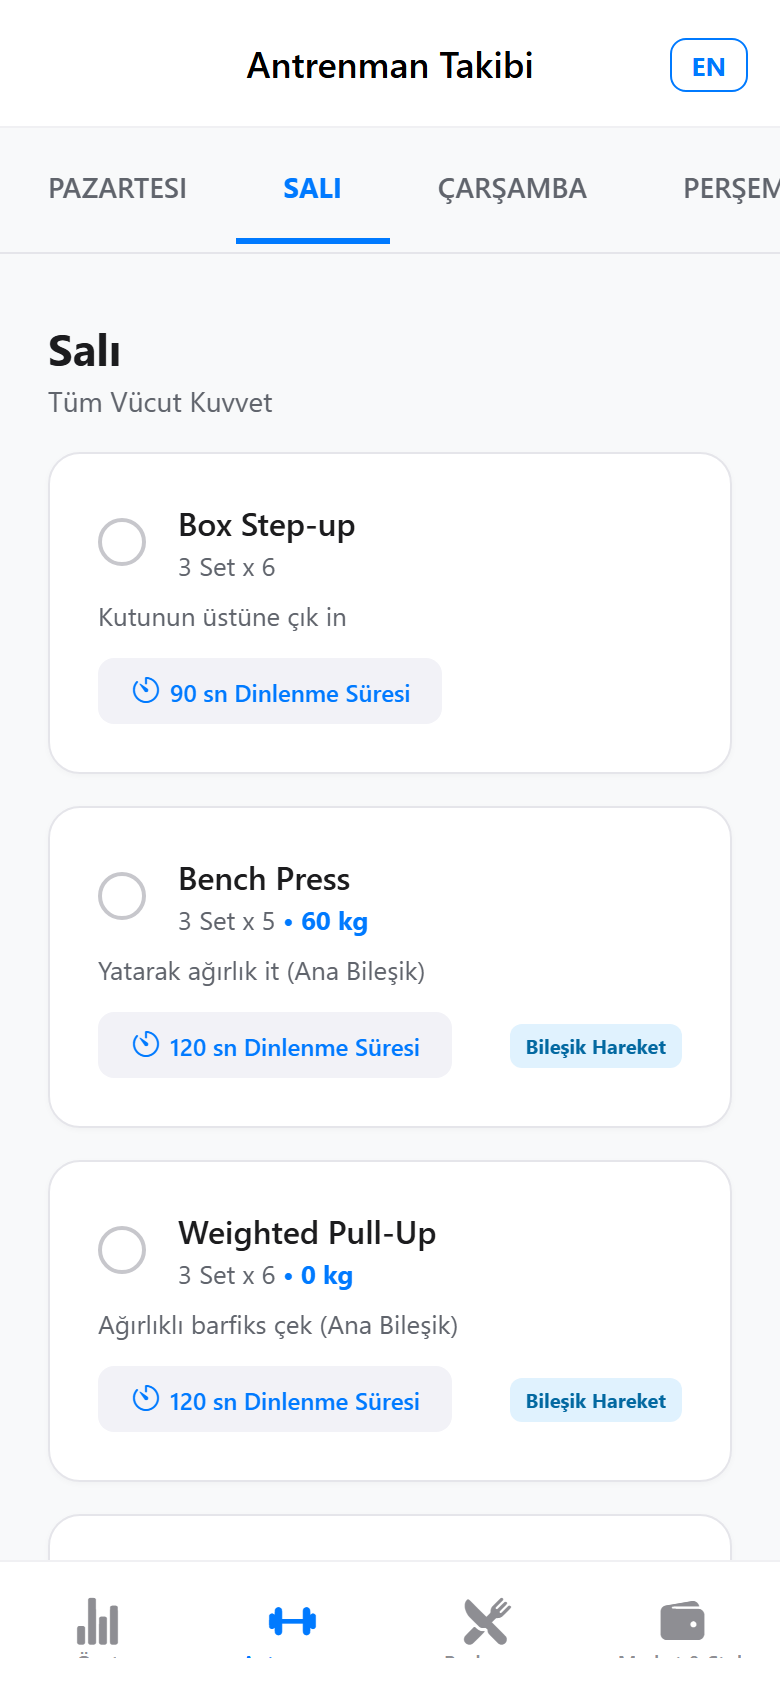 Antrenman Takibi
EN
PAZARTESI
SALI
ÇARŞAMBA
PERŞEM
Salı
Tüm Vücut Kuvvet
Box Step-up
3 Set x 6
Kutunun üstüne çık in
90 sn Dinlenme Süresi
Bench Press
3 Set x 5 • 60 kg
Yatarak ağırlık it (Ana Bileşik)
120 sn Dinlenme Süresi
Bileşik Hareket
Weighted Pull-Up
3 Set x 6 • 0 kg
Ağırlıklı barfiks çek (Ana Bileşik)
120 sn Dinlenme Süresi
Bileşik Hareket